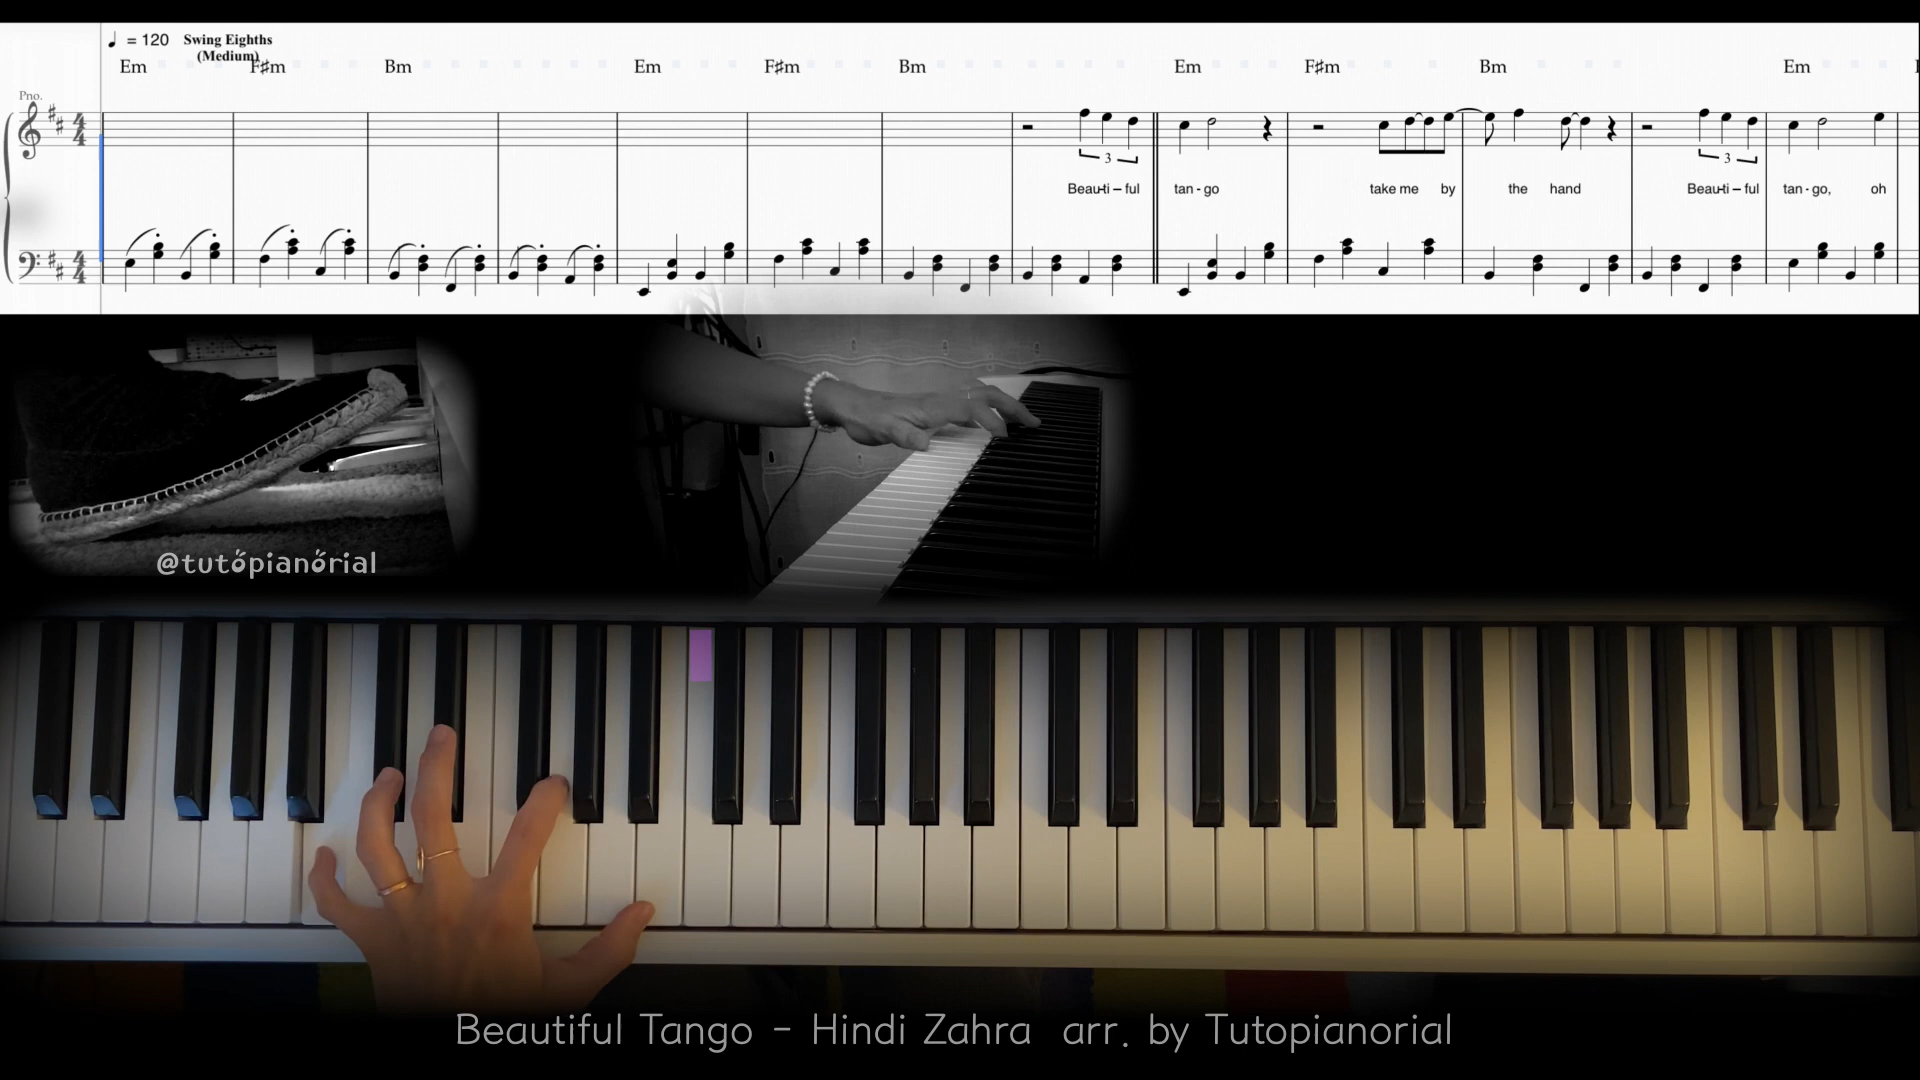 ♩ = 120 Swing Eighths
(Medium)
Em F♯m Bm Em F♯m Bm Em F♯m Bm Em
Pno.
3 3
Beau-ti – ful tan - go take me by the hand Beau-ti – ful tan - go, oh
@tutópianórial
Beautiful Tango - Hindi Zahra arr. by Tutopianorial